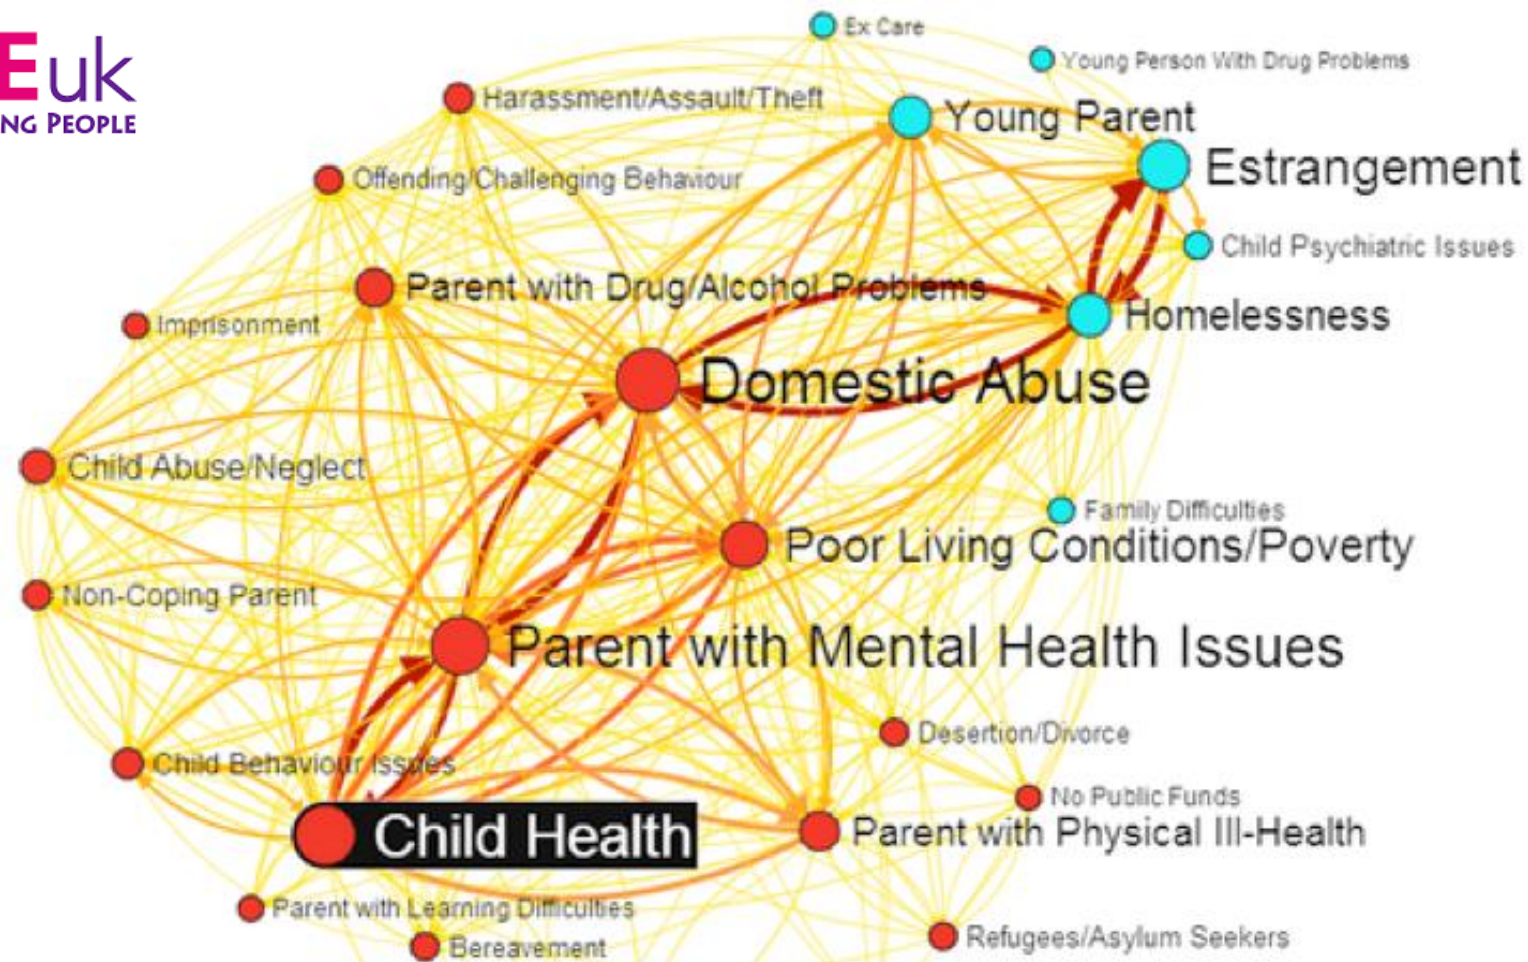 Euk
NG PEOPLE
Ex Care
Young Person With Drug Problems
Harassment/Assault/Theft
Young Parent
Estrangement
Offending/Challenging Behaviour
Child Psychiatric Issues
Parent with Drug/Alcohol Problems
Imprisonment
Homelessness
Domestic Abuse
Child Abuse/Neglect
Family Difficulties
Poor Living Conditions/Poverty
Non-Coping Parent
Parent with Mental Health Issues
Desertion/Divorce
Child Behaviour Issues
No Public Funds
Child Health
Parent with Physical Ill-Health
Parent with Learning Difficulties
Bereavement
Refugees/Asylum Seekers